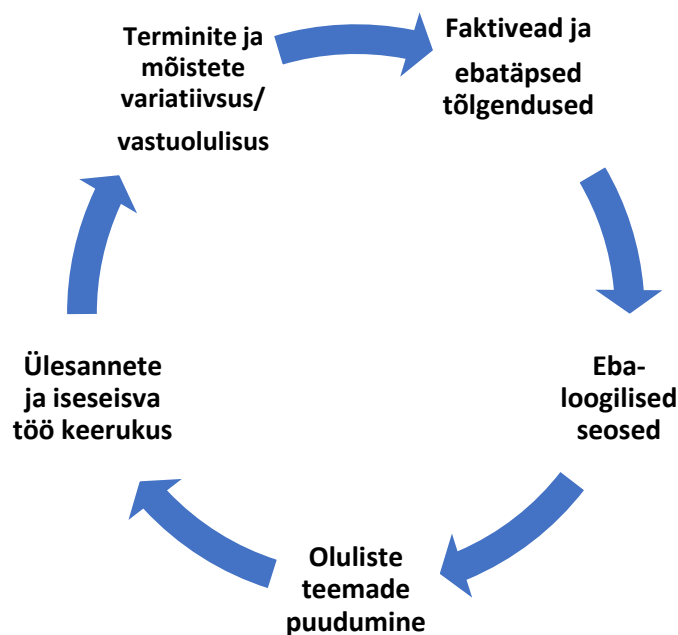 Terminite ja
mõistete
variatiivsus/
vastuolulisus
Faktivead ja
ebatäpsed
tõlgendused
Eba-
loogilised
seosed
Oluliste
teemade
puudumine
Ülesannete
ja iseseisva
töö keerukus